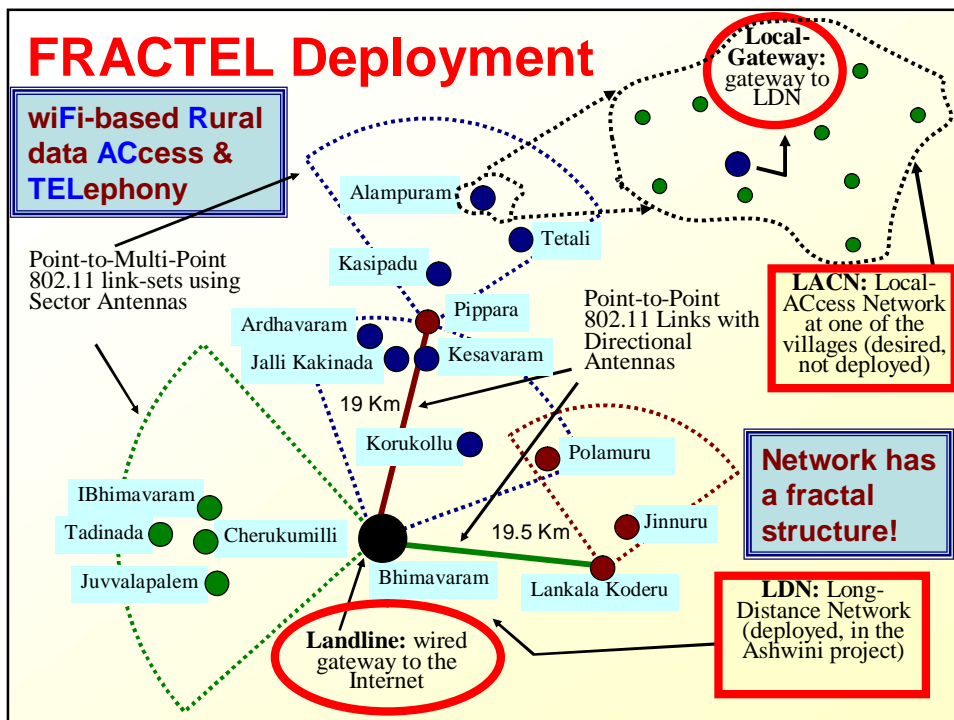 FRACTEL Deployment
wiFi-based Rural
data ACcess &
TELephony
Local-
Gateway:
gateway to
LDN
Point-to-Multi-Point
802.11 link-sets using
Sector Antennas
Alampuram
Tetali
Kasipadu
Pippara
Ardhavaram
Jalli Kakinada
Kesavaram
Point-to-Point
802.11 Links with
Directional
Antennas
LACN: Local-
ACcess Network
at one of the
villages (desired,
not deployed)
19 Km
Korukollu
Polamuru
Network has
a fractal
structure!
IBhimavaram
Tadinada
Cherukumilli
Juvvalapalem
19.5 Km
Jinnuru
Bhimavaram
Lankala Koderu
Landline: wired
gateway to the
Internet
LDN: Long-
Distance Network
(deployed, in the
Ashwini project)